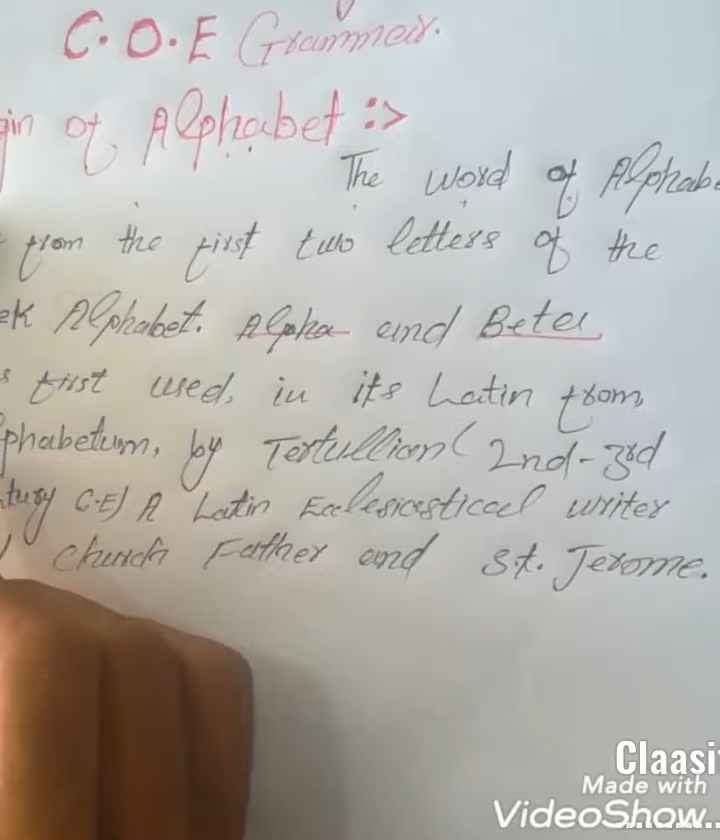 C.O.E Grammer.
gin of Alphabet :>
The word of Alphabe
from the first two letters of the
ek Alphabet. Alpha and Beta
s first used, in its Latin from,
phabetum, by Tertullian ( 2nd-3rd
tury C.E) A Latin Ecclesiastical writer
Church Father and St. Jerome.
Claasi
Made with
VideoShow